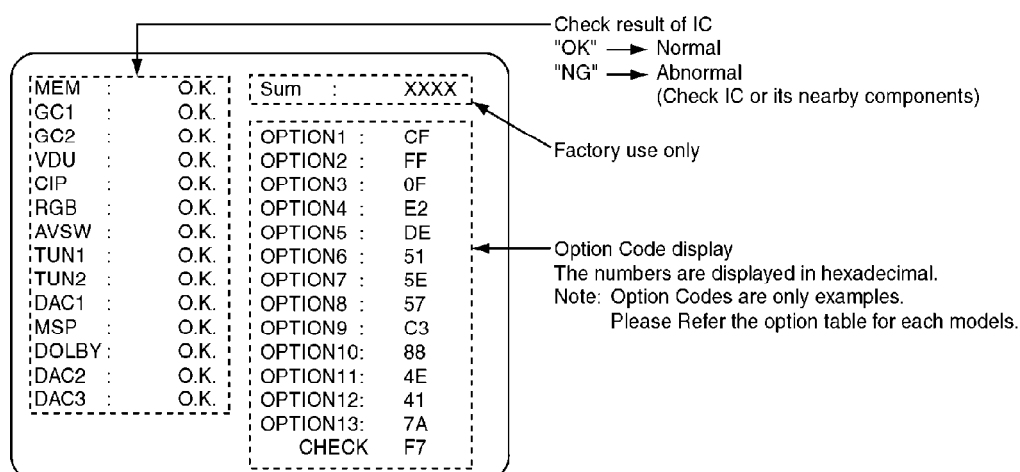 Check result of IC
"OK" → Normal
"NG" → Abnormal
(Check IC or its nearby components)
MEM : O.K.
GC1 : O.K.
GC2 : O.K.
VDU : O.K.
CIP : O.K.
RGB : O.K.
AVSW : O.K.
TUN1 : O.K.
TUN2 : O.K.
DAC1 : O.K.
MSP : O.K.
DOLBY : O.K.
DAC2 : O.K.
DAC3 : O.K.
Sum : XXXX
Factory use only
OPTION1 : CF
OPTION2 : FF
OPTION3 : 0F
OPTION4 : E2
OPTION5 : DE
OPTION6 : 51
OPTION7 : 5E
OPTION8 : 57
OPTION9 : C3
OPTION10: 88
OPTION11: 4E
OPTION12: 41
OPTION13: 7A
CHECK F7
Option Code display
The numbers are displayed in hexadecimal.
Note: Option Codes are only examples.
Please Refer the option table for each models.